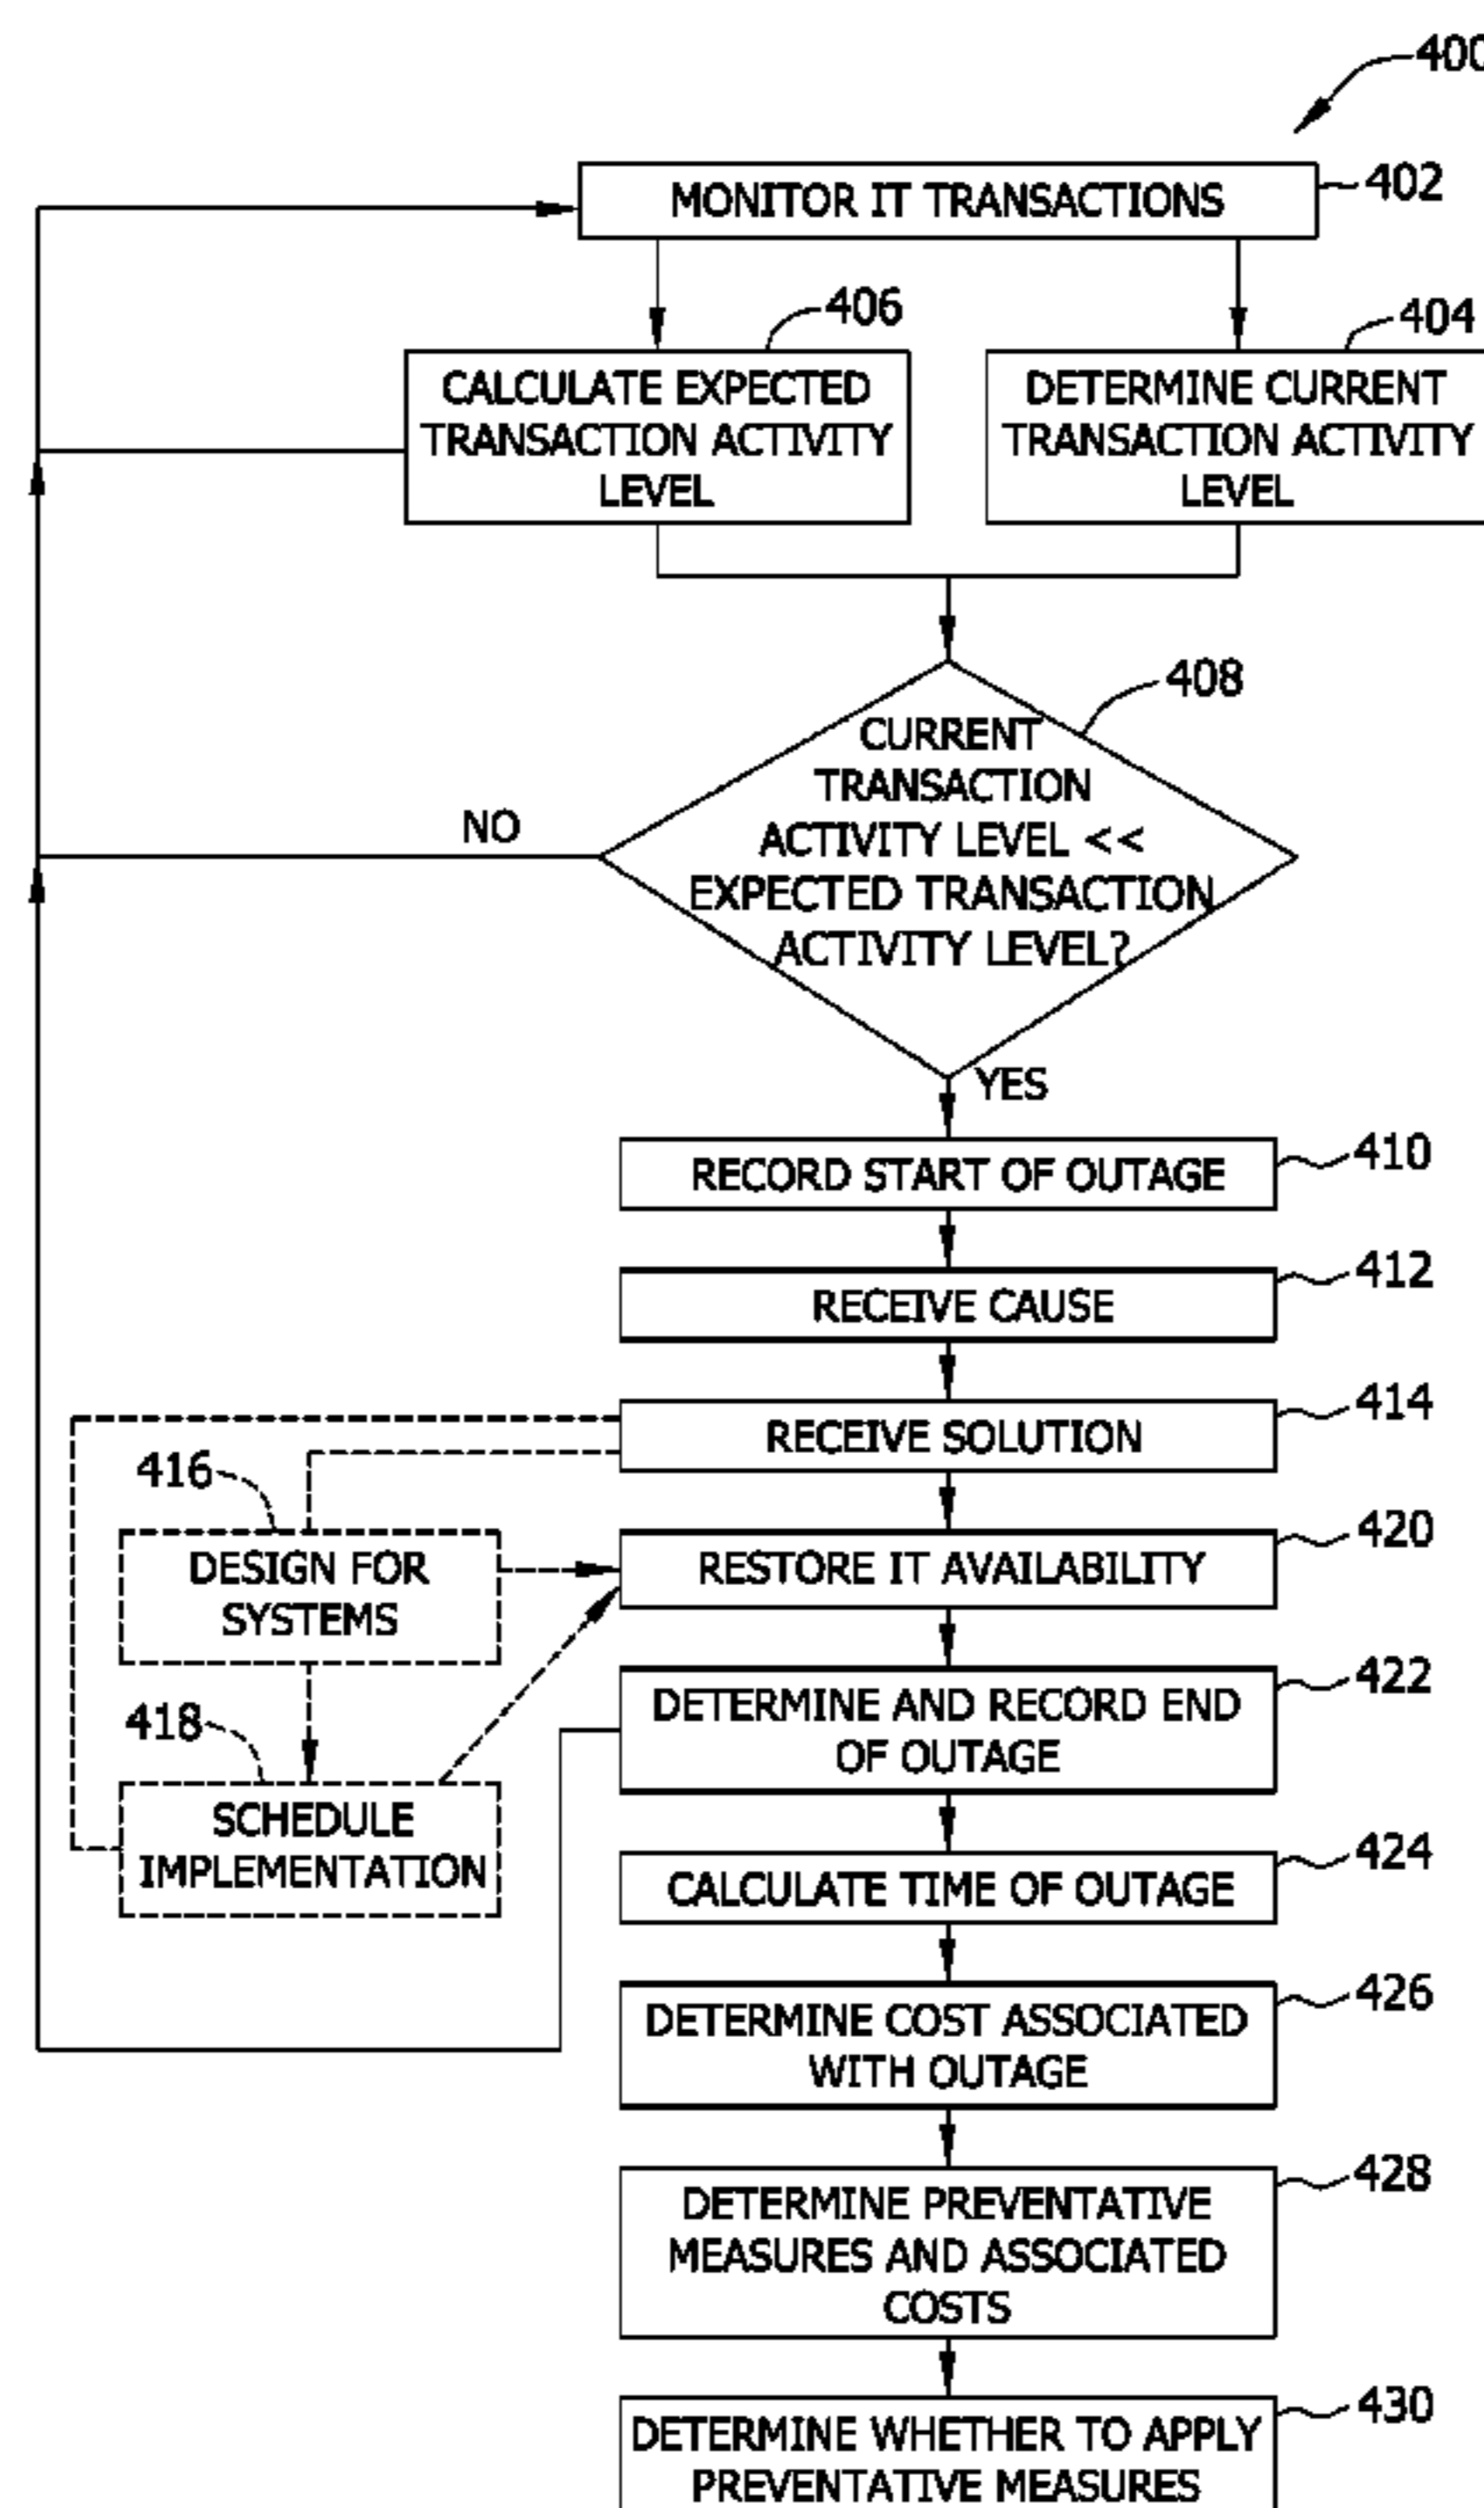 400
MONITOR IT TRANSACTIONS
402
406
404
CALCULATE EXPECTED
TRANSACTION ACTIVITY
LEVEL
DETERMINE CURRENT
TRANSACTION ACTIVITY
LEVEL
408
CURRENT
TRANSACTION
ACTIVITY LEVEL <<
EXPECTED TRANSACTION
ACTIVITY LEVEL?
NO
YES
RECORD START OF OUTAGE
410
RECEIVE CAUSE
412
RECEIVE SOLUTION
414
416
DESIGN FOR
SYSTEMS
RESTORE IT AVAILABILITY
420
418
SCHEDULE
IMPLEMENTATION
DETERMINE AND RECORD END
OF OUTAGE
422
CALCULATE TIME OF OUTAGE
424
DETERMINE COST ASSOCIATED
WITH OUTAGE
426
DETERMINE PREVENTATIVE
MEASURES AND ASSOCIATED
COSTS
428
DETERMINE WHETHER TO APPLY
PREVENTATIVE MEASURES
430